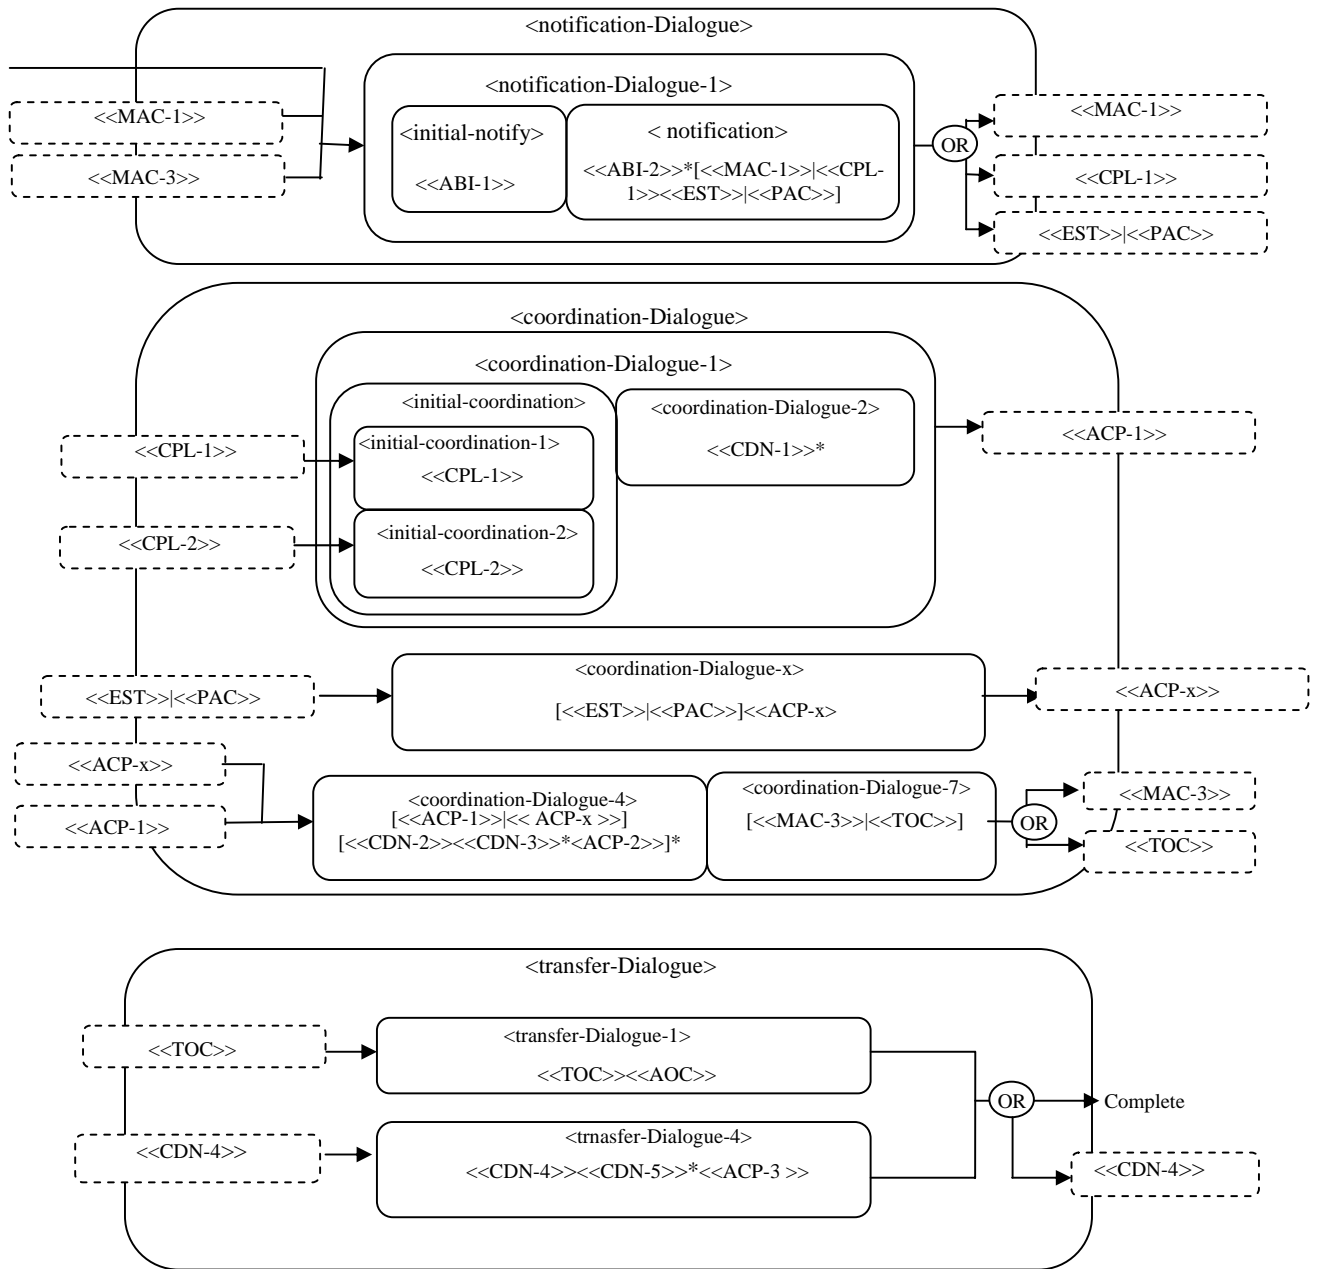 <notification-Dialogue>
<notification-Dialogue-1>
<<MAC-1>>
<<MAC-3>>
<initial-notify>
<<ABI-1>>
< notification>
<<ABI-2>>*[<<MAC-1>>|<<CPL-
1>><<EST>>|<<PAC>>]
OR
<<MAC-1>>
<<CPL-1>>
<<EST>>|<<PAC>>
<coordination-Dialogue>
<coordination-Dialogue-1>
<initial-coordination>
<<CPL-1>>
<initial-coordination-1>
<<CPL-1>>
<<CPL-2>>
<initial-coordination-2>
<<CPL-2>>
<coordination-Dialogue-2>
<<CDN-1>>*
<<ACP-1>>
<<EST>>|<<PAC>>
<coordination-Dialogue-x>
[<<EST>>|<<PAC>>]<<ACP-x>
<<ACP-x>>
<<ACP-x>>
<<ACP-1>>
<coordination-Dialogue-4>
[<<ACP-1>>|<< ACP-x >>]
[<<CDN-2>><<CDN-3>>*<ACP-2>>]*
<coordination-Dialogue-7>
[<<MAC-3>>|<<TOC>>]
OR
<<MAC-3>>
<<TOC>>
<transfer-Dialogue>
<<TOC>>
<transfer-Dialogue-1>
<<TOC>><<AOC>>
<<CDN-4>>
<trnasfer-Dialogue-4>
<<CDN-4>><<CDN-5>>*<<ACP-3 >>
OR
Complete
<<CDN-4>>